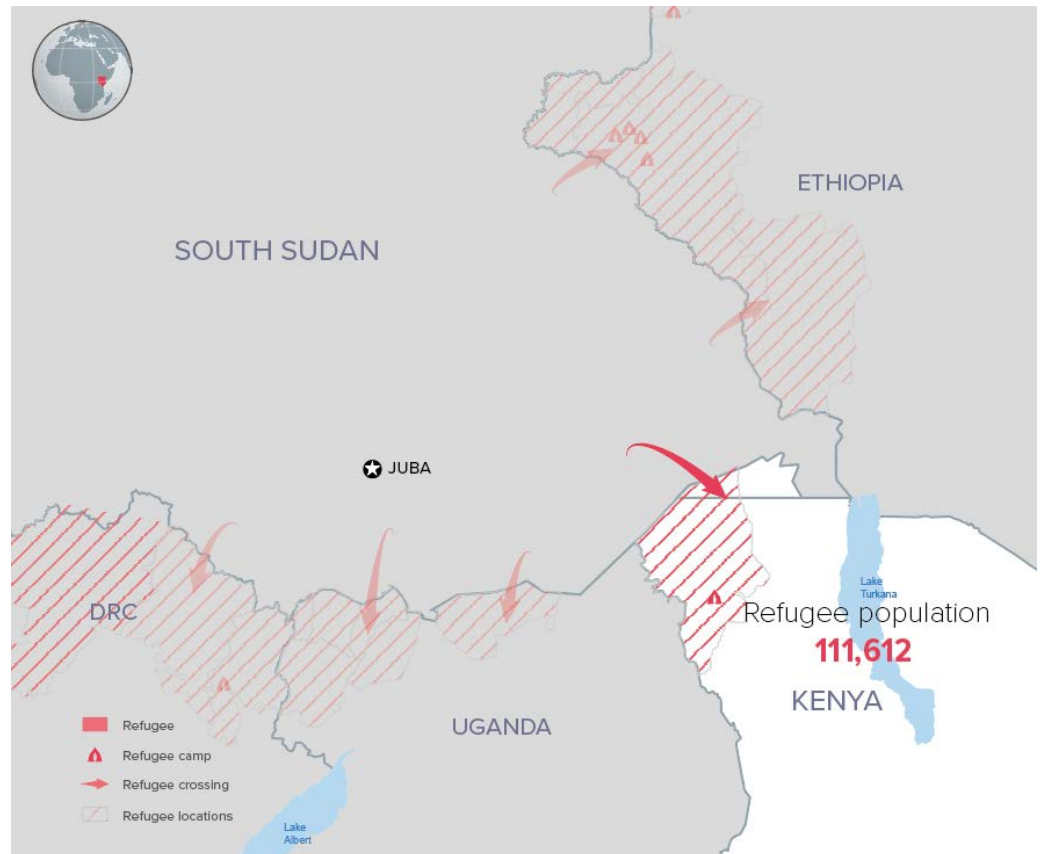 ETHIOPIA
SOUTH SUDAN
JUBA
Lake
Turkana
DRC
Refugee population
111,612
KENYA
UGANDA
Refugee
Refugee camp
Refugee crossing
Refugee locations
Lake
Albert